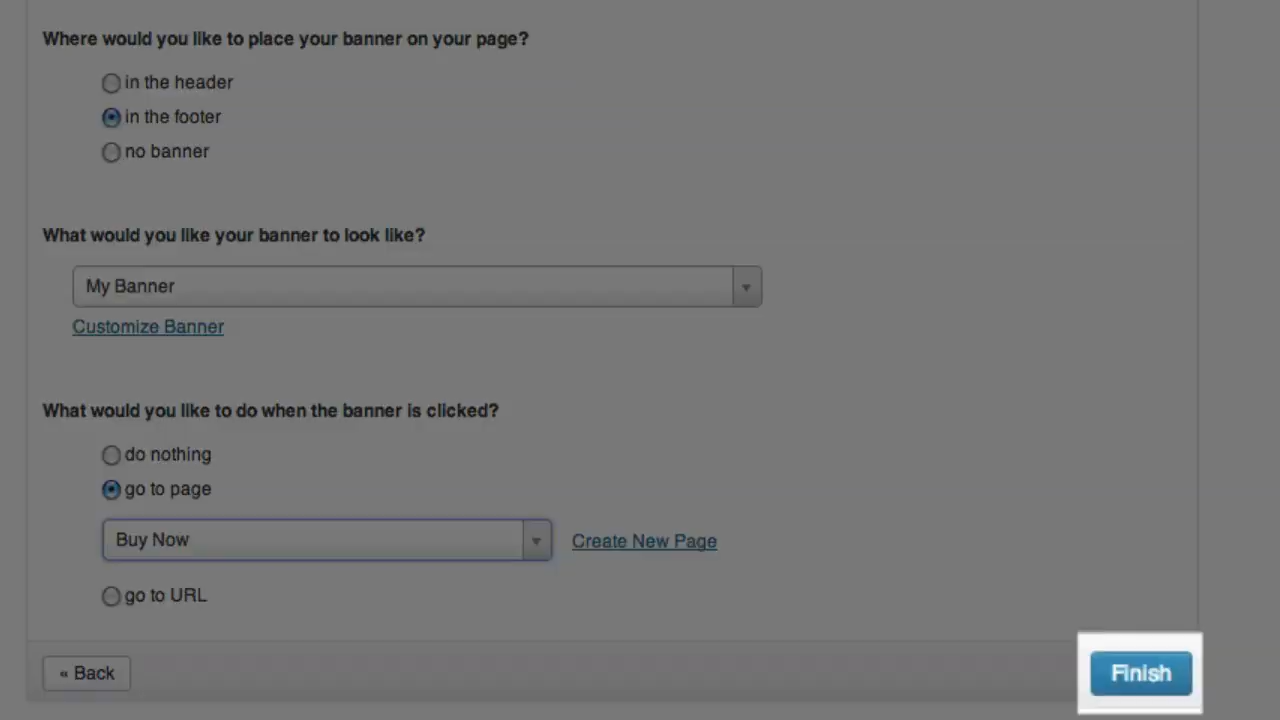 Where would you like to place your banner on your page?
in the header
in the footer
no banner
What would you like your banner to look like?
My Banner
Customize Banner
What would you like to do when the banner is clicked?
do nothing
go to page
Buy Now
Create New Page
go to URL
« Back
Finish